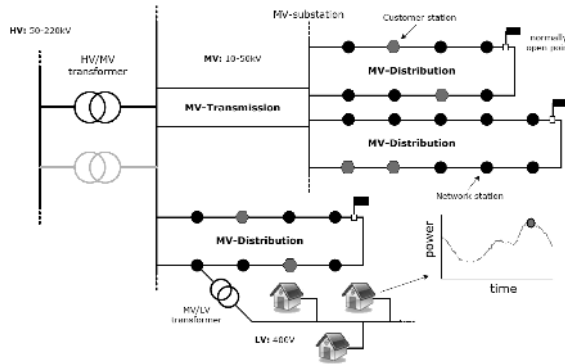 MV-substation
Customer station
HV: 50-220kV
MV: 10-50kV
normally
open point
HV/MV
transformer
MV-Distribution
MV-Transmission
MV-Distribution
Network station
MV-Distribution
power
time
MV/LV
transformer
LV: 400V